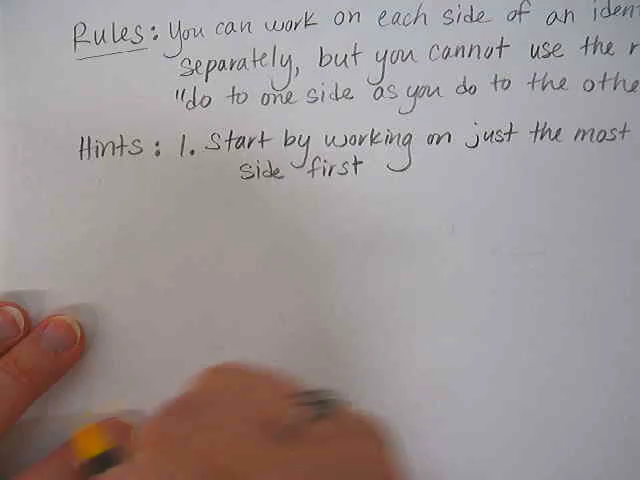 Rules: You can work on each side of an iden
separately, but you cannot use the r
"do to one side as you do to the othe
Hints: 1. Start by working on just the most
side first